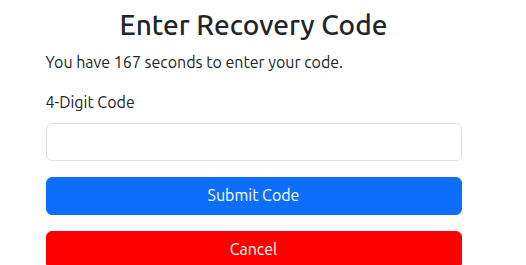 Enter Recovery Code
You have 167 seconds to enter your code.
4-Digit Code
Submit Code
Cancel